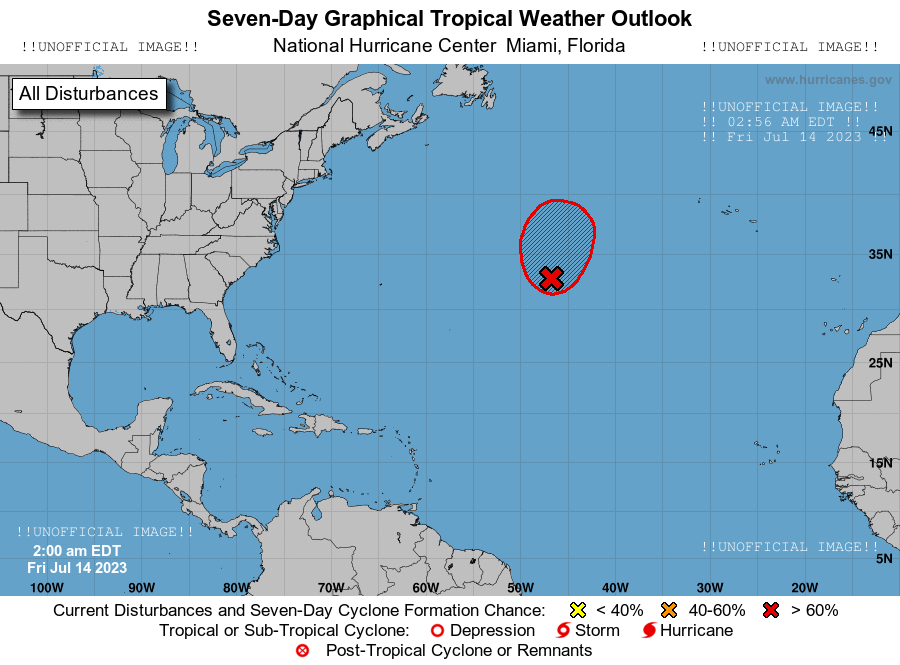 Seven-Day Graphical Tropical Weather Outlook
!!UNOFFICIAL IMAGE!! National Hurricane Center Miami, Florida !!UNOFFICIAL IMAGE!!
All Disturbances
www.hurricanes.gov
!!UNOFFICIAL IMAGE!!
!! 02:56 AM EDT !!
!! Fri Jul 14 2023 !!
45N
35N
25N
15N
!!UNOFFICIAL IMAGE!!
!!UNOFFICIAL IMAGE!!
2:00 am EDT
5N
Fri Jul 14 2023
100W 90W 80W 70W 60W 50W 40W 30W 20W
Current Disturbances and Seven-Day Cyclone Formation Chance: < 40% 40-60% > 60%
Tropical or Sub-Tropical Cyclone: Depression Storm Hurricane
Post-Tropical Cyclone or Remnants